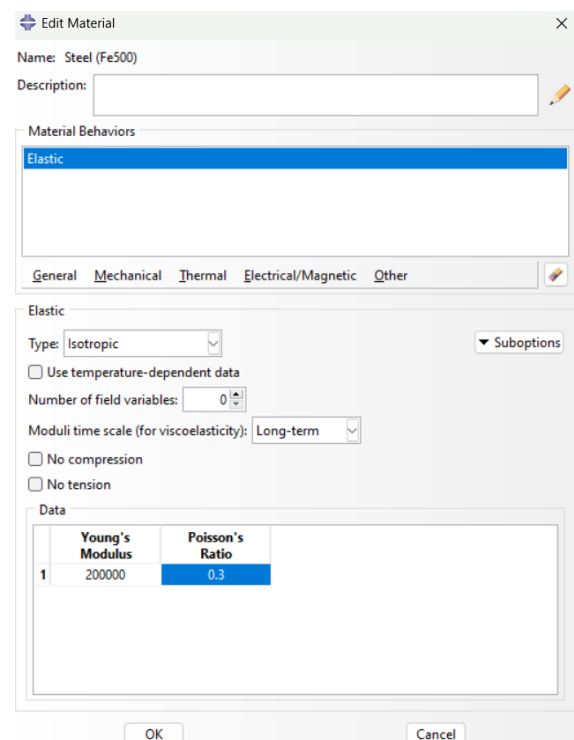 Edit Material
Name: Steel (Fe500)
Description:
Material Behaviors
Elastic
General Mechanical Thermal Electrical/Magnetic Other
Elastic
Type: Isotropic
Suboptions
Use temperature-dependent data
Number of field variables: 0
Moduli time scale (for viscoelasticity): Long-term
No compression
No tension
Data
Young's Poisson's
Modulus Ratio
1 200000 0.3
OK Cancel